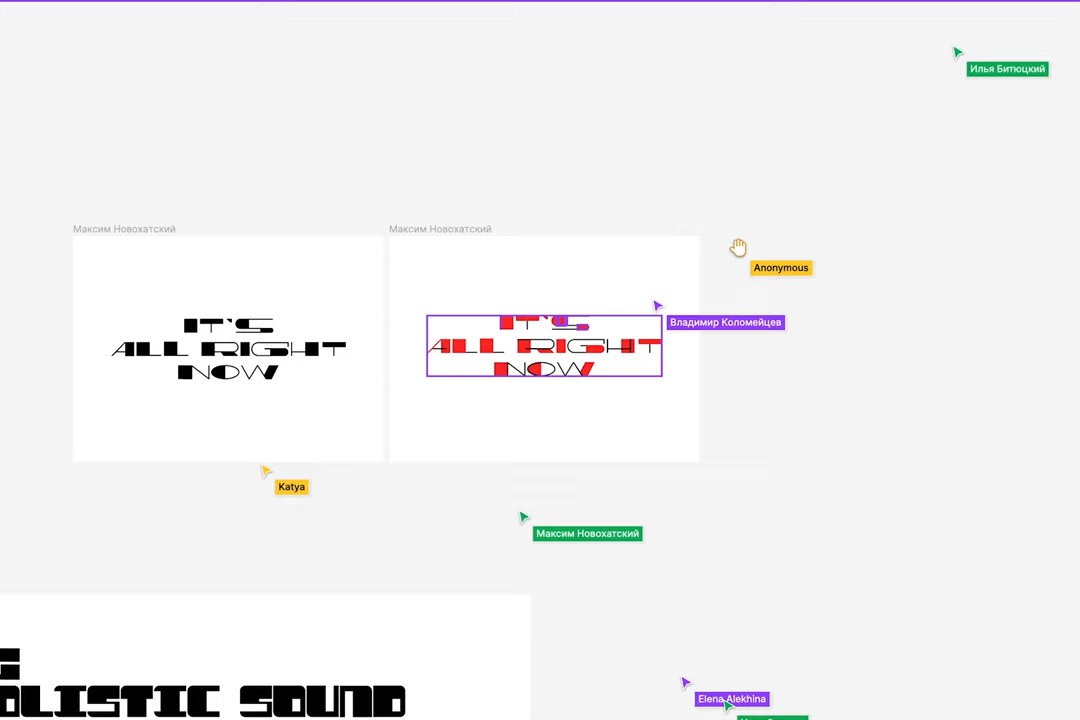 Илья Битюцкий
Максим Новохатский
Максим Новохатский
Anonymous
IT'S
ALL RIGHT
NOW
IT'S
ALL RIGHT
NOW
Владимир Коломейцев
Katya
Максим Новохатский
OLISTIC SOUND
Elena Alekhina